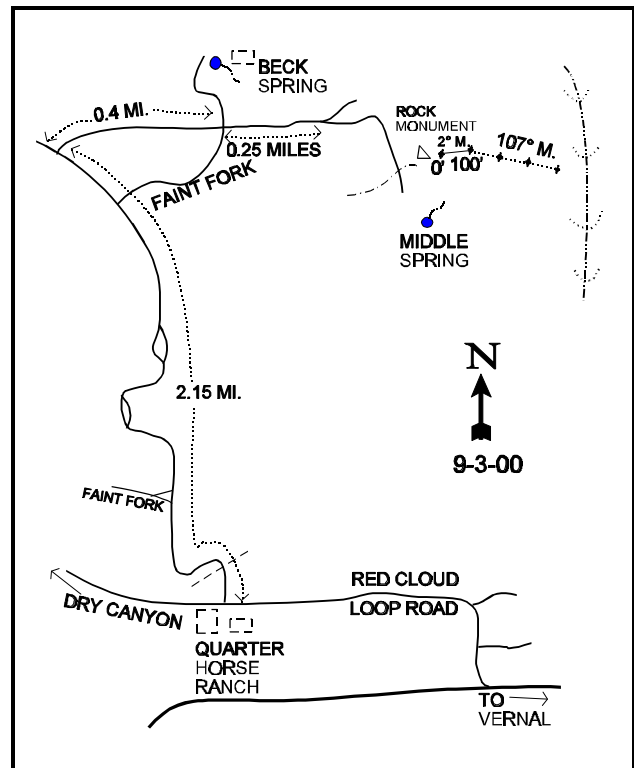 BECK
SPRING
0.4 MI.
ROCK
MONUMENT
2° M.
107° M.
0' 100'
0.25 MILES
FAINT FORK
MIDDLE
SPRING
N
2.15 MI.
9-3-00
FAINT FORK
RED CLOUD
LOOP ROAD
DRY CANYON
QUARTER
HORSE
RANCH
TO
VERNAL